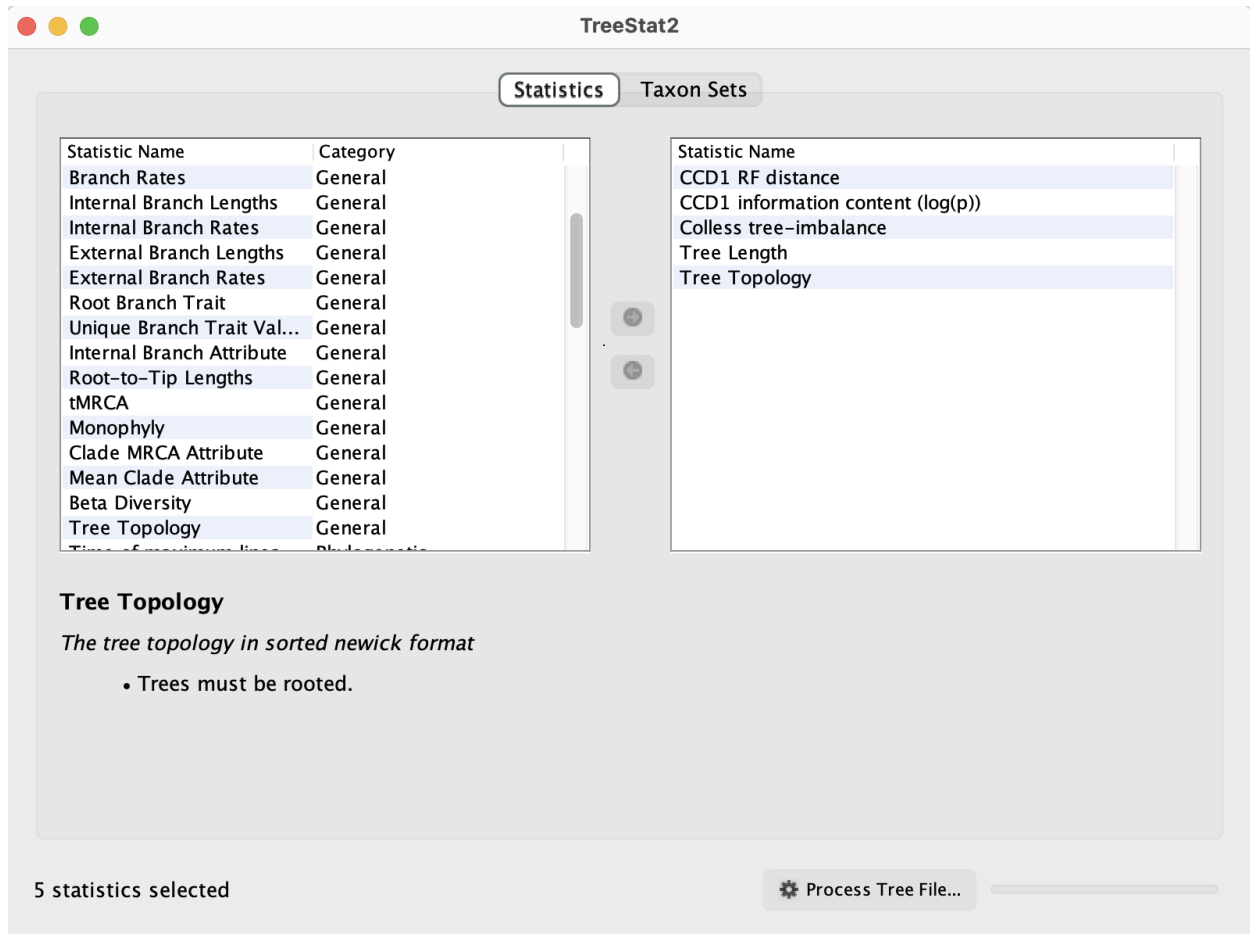 TreeStat2
Statistics Taxon Sets
Statistic Name Category
Branch Rates General
Internal Branch Lengths General
Internal Branch Rates General
External Branch Lengths General
External Branch Rates General
Root Branch Trait General
Unique Branch Trait Val... General
Internal Branch Attribute General
Root-to-Tip Lengths General
tMRCA General
Monophyly General
Clade MRCA Attribute General
Mean Clade Attribute General
Beta Diversity General
Tree Topology General
Statistic Name
CCD1 RF distance
CCD1 information content (log(p))
Colless tree-imbalance
Tree Length
Tree Topology
Tree Topology
The tree topology in sorted newick format
• Trees must be rooted.
5 statistics selected
Process Tree File...